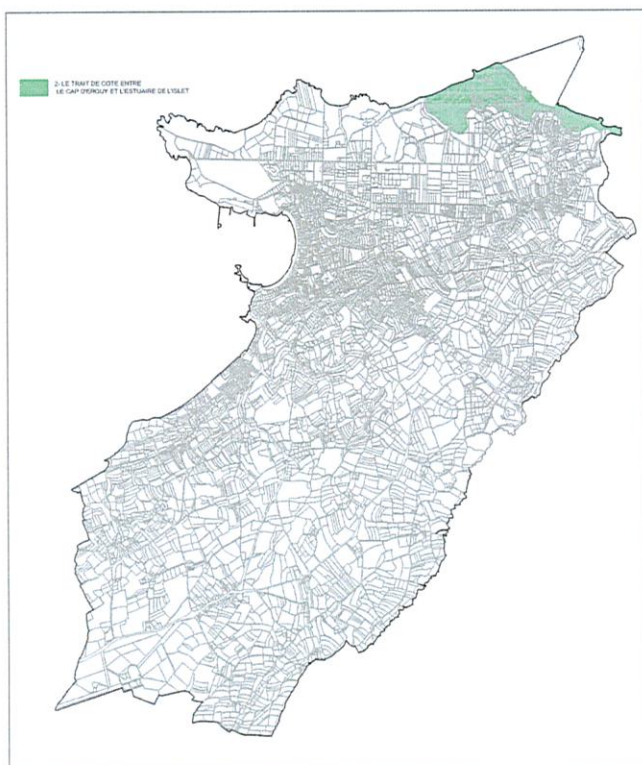 2- LE TRAIT DE COTE ENTRE
LE CAP D'ERQUY ET L'ESTUAIRE DE L'ISLET